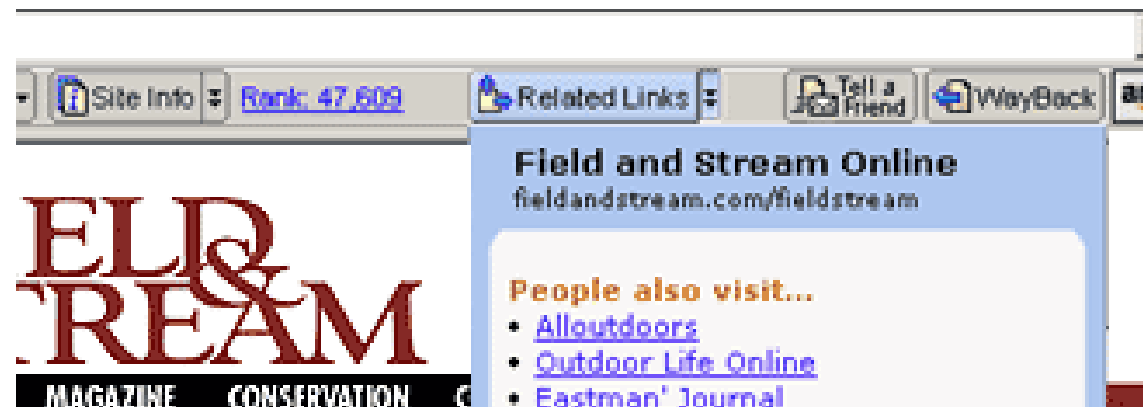 Site Info Rank: 47,609 Related Links Tell a Friend WayBack
Field and Stream Online
fieldandstream.com/fieldstream
ELD &
REAM
People also visit...
• Alloutdoors
• Outdoor Life Online
• Eastman' Journal
MAGAZINE CONSERVATION